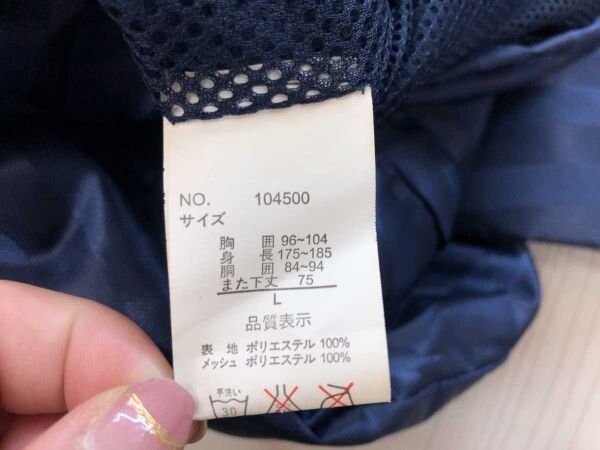 NO. 104500
サイズ
胸囲 96~104
身長 175~185
胴囲 84~94
また下丈 75
L
品質表示
表地 ポリエステル 100%
メッシュ ポリエステル 100%
手洗い
30